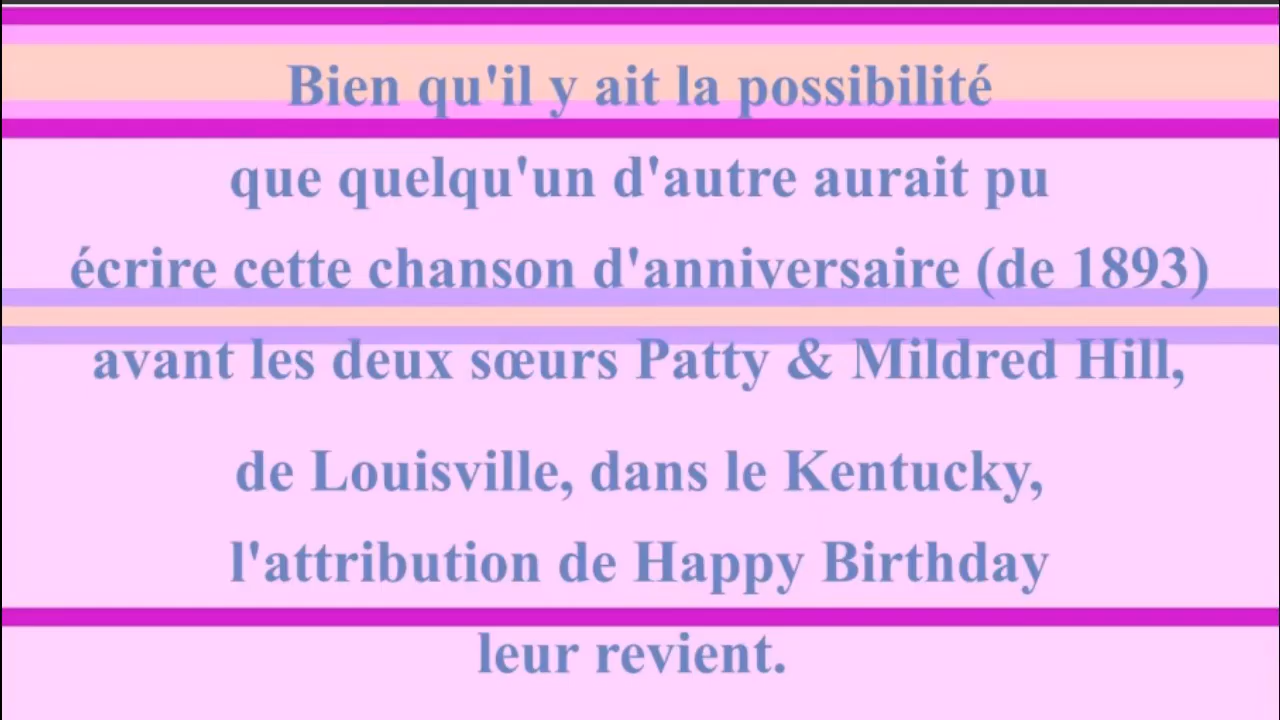 Bien qu'il y ait la possibilité
que quelqu'un d'autre aurait pu
écrire cette chanson d'anniversaire (de 1893)
avant les deux sœurs Patty & Mildred Hill,
de Louisville, dans le Kentucky,
l'attribution de Happy Birthday
leur revient.